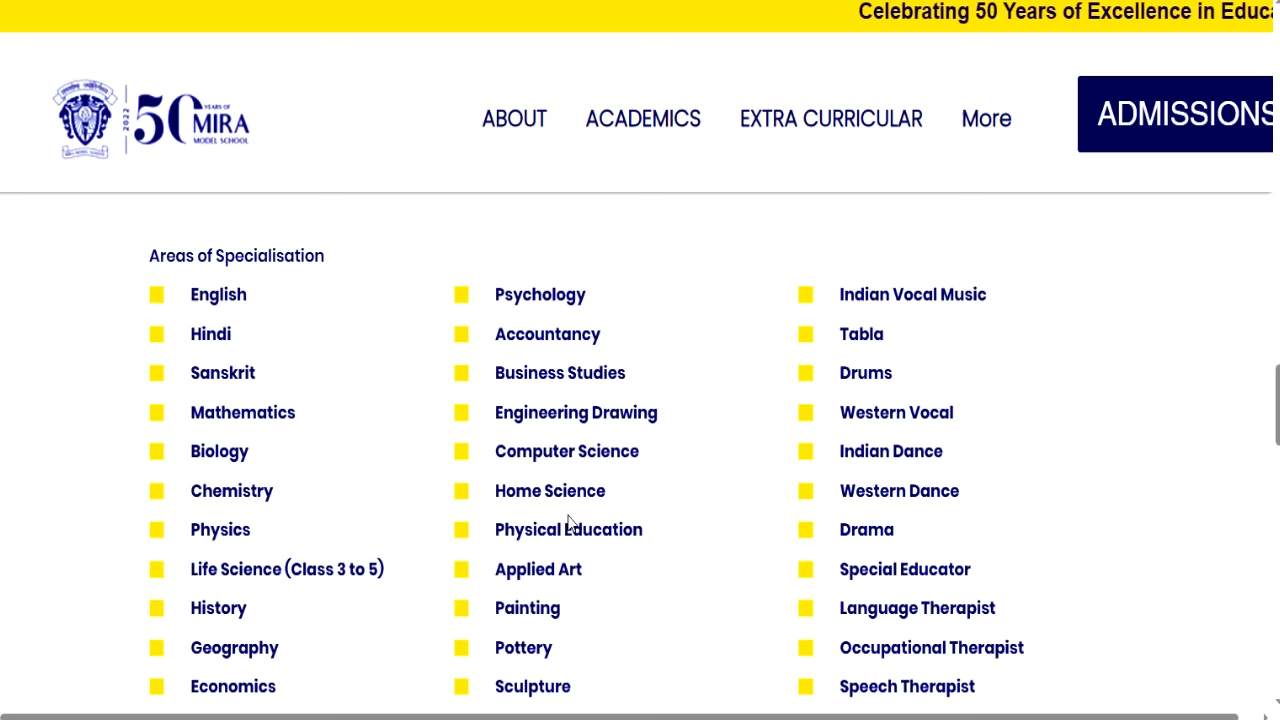 Celebrating 50 Years of Excellence in Educa
2022
50
YEARS OF
MIRA
MODEL SCHOOL
ABOUT
ACADEMICS
EXTRA CURRICULAR
More
ADMISSIONS
Areas of Specialisation
English
Hindi
Sanskrit
Mathematics
Biology
Chemistry
Physics
Life Science (Class 3 to 5)
History
Geography
Economics
Psychology
Accountancy
Business Studies
Engineering Drawing
Computer Science
Home Science
Physical Education
Applied Art
Painting
Pottery
Sculpture
Indian Vocal Music
Tabla
Drums
Western Vocal
Indian Dance
Western Dance
Drama
Special Educator
Language Therapist
Occupational Therapist
Speech Therapist